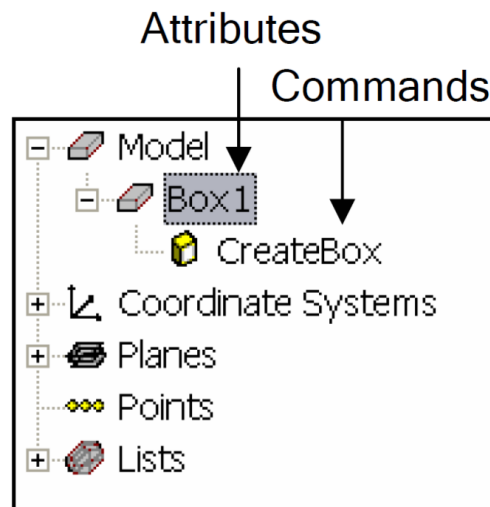 Attributes
Commands
Model
Box1
CreateBox
Coordinate Systems
Planes
Points
Lists